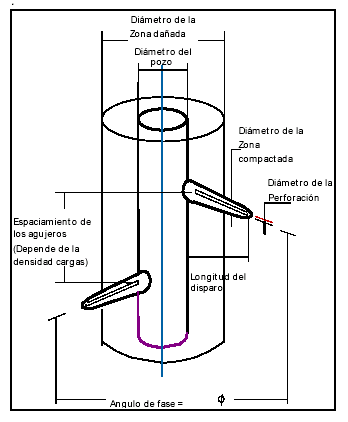 Diámetro de la
Zona dañada
Diámetro del
pozo
Diámetro de la
Zona
compactada
Diámetro de la
Perforación
Espaciamiento de
los agujeros
(Depende de la
densidad cargas)
Longitud del
disparo
Angulo de fase = ϕ